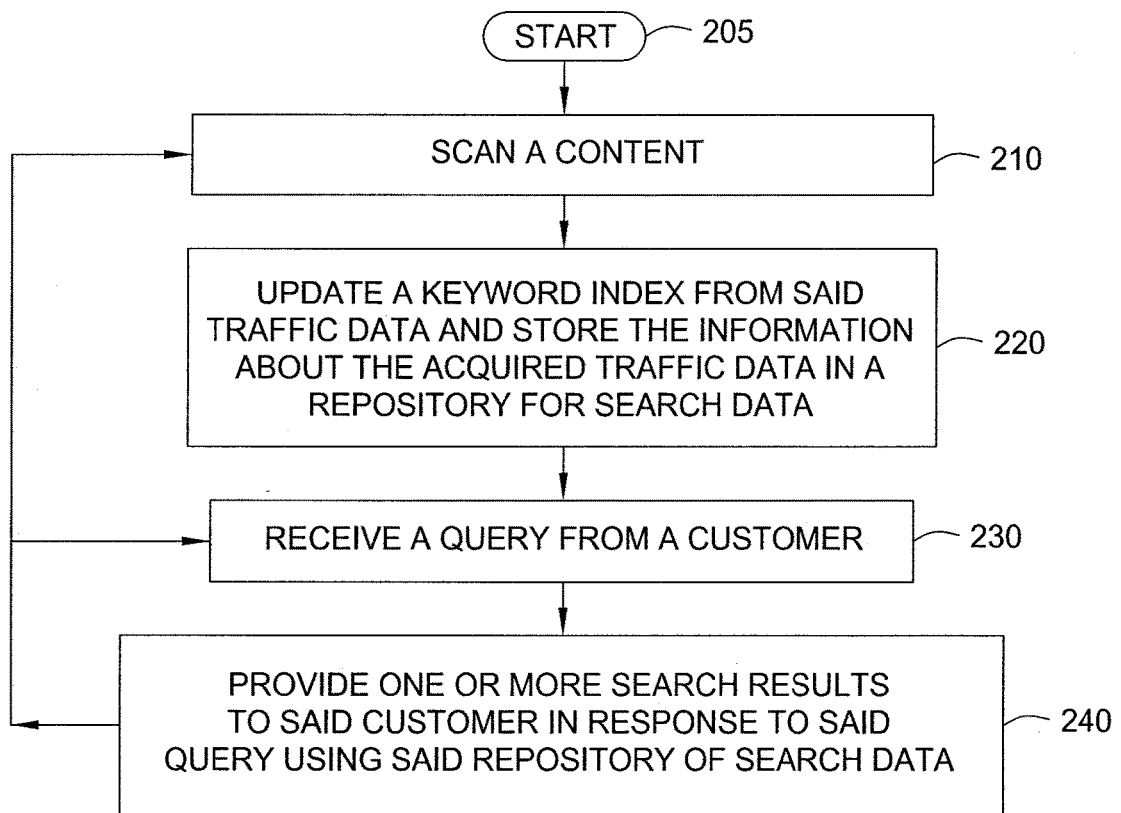 START
205
SCAN A CONTENT
210
UPDATE A KEYWORD INDEX FROM SAID
TRAFFIC DATA AND STORE THE INFORMATION
ABOUT THE ACQUIRED TRAFFIC DATA IN A
REPOSITORY FOR SEARCH DATA
220
RECEIVE A QUERY FROM A CUSTOMER
230
PROVIDE ONE OR MORE SEARCH RESULTS
TO SAID CUSTOMER IN RESPONSE TO SAID
QUERY USING SAID REPOSITORY OF SEARCH DATA
240